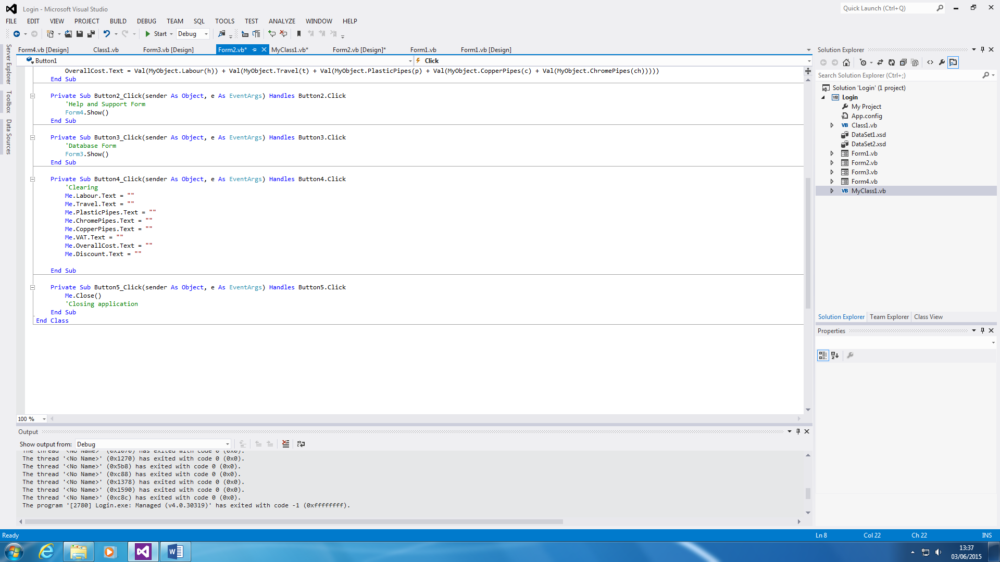 Login - Microsoft Visual Studio
Quick Launch (Ctrl+Q)
FILE EDIT VIEW PROJECT BUILD DEBUG TEAM SQL TOOLS TEST ANALYZE WINDOW HELP
Start Debug
Form4.vb [Design] Class1.vb Form3.vb [Design] Form2.vb* MyClass1.vb* Form2.vb [Design]* Form1.vb Form1.vb [Design]
Button1 Click
Server Explorer
Toolbox
Data Sources
OverallCost.Text = Val(MyObject.Labour(h)) + Val(MyObject.Travel(t) + Val(MyObject.PlasticPipes(p) + Val(MyObject.CopperPipes(c) + Val(MyObject.ChromePipes(ch)))))
End Sub
Private Sub Button2_Click(sender As Object, e As EventArgs) Handles Button2.Click
'Help and Support Form
Form4.Show()
End Sub
Private Sub Button3_Click(sender As Object, e As EventArgs) Handles Button3.Click
'Database Form
Form3.Show()
End Sub
Private Sub Button4_Click(sender As Object, e As EventArgs) Handles Button4.Click
'Clearing
Me.Labour.Text = ""
Me.Travel.Text = ""
Me.PlasticPipes.Text = ""
Me.ChromePipes.Text = ""
Me.CopperPipes.Text = ""
Me.VAT.Text = ""
Me.OverallCost.Text = ""
Me.Discount.Text = ""
End Sub
Private Sub Button5_Click(sender As Object, e As EventArgs) Handles Button5.Click
Me.Close()
'Closing application
End Sub
End Class
100 %
Output
Show output from: Debug
The thread '<No Name>' (0x1070) has exited with code 0 (0x0).
The thread '<No Name>' (0x1270) has exited with code 0 (0x0).
The thread '<No Name>' (0x5b8) has exited with code 0 (0x0).
The thread '<No Name>' (0xc88) has exited with code 0 (0x0).
The thread '<No Name>' (0x1378) has exited with code 0 (0x0).
The thread '<No Name>' (0x1590) has exited with code 0 (0x0).
The thread '<No Name>' (0xc8c) has exited with code 0 (0x0).
The program '[2780] Login.exe: Managed (v4.0.30319)' has exited with code -1 (0xffffffff).
Solution Explorer
Search Solution Explorer (Ctrl+;)
Solution 'Login' (1 project)
VB Login
My Project
App.config
VB Class1.vb
DataSet1.xsd
DataSet2.xsd
Form1.vb
Form2.vb
Form3.vb
Form4.vb
VB MyClass1.vb
Solution Explorer Team Explorer Class View
Properties
Ready Ln 8 Col 22 Ch 22 INS
13:37
03/06/2015